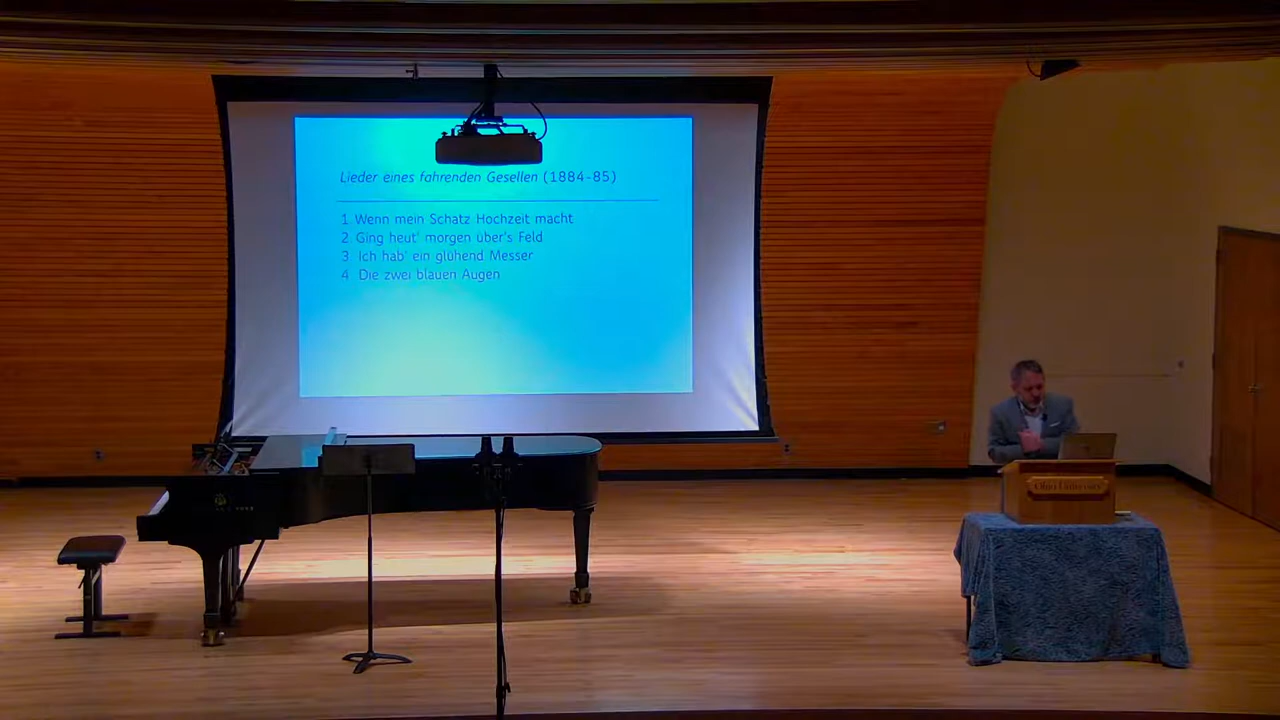 Lieder eines fahrenden Gesellen (1884-85)
1 Wenn mein Schatz Hochzeit macht
2 Ging heut' morgen über's Feld
3 Ich hab' ein glühend Messer
4 Die zwei blauen Augen
Ohio University